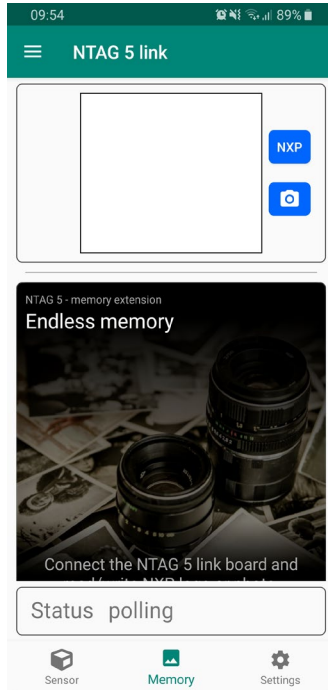 09:54
89%
NTAG 5 link
NXP
NTAG 5 - memory extension
Endless memory
Connect the NTAG 5 link board and
Status polling
Sensor
Memory
Settings